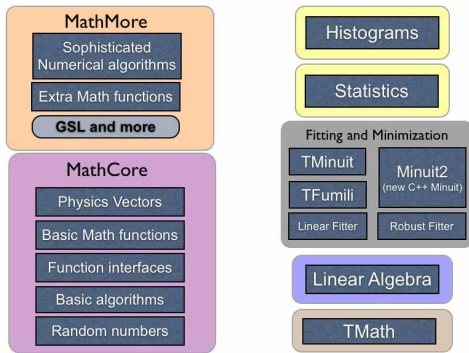 MathMore
Sophisticated
Numerical algorithms
Extra Math functions
GSL and more
MathCore
Physics Vectors
Basic Math functions
Function interfaces
Basic algorithms
Random numbers
Histograms
Statistics
Fitting and Minimization
TMinuit
TFumili
Minuit2
(new C++ Minuit)
Linear Fitter
Robust Fitter
Linear Algebra
TMath